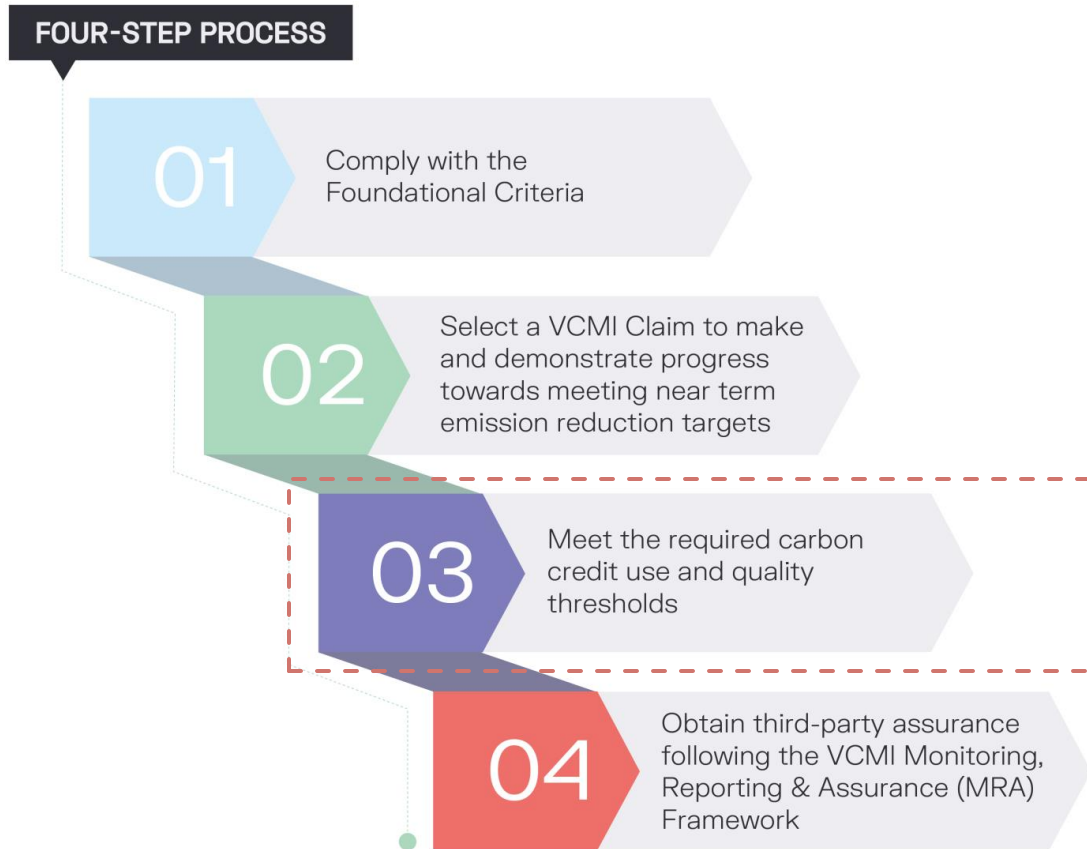 FOUR-STEP PROCESS
01
Comply with the
Foundational Criteria
02
Select a VCMI Claim to make
and demonstrate progress
towards meeting near term
emission reduction targets
03
Meet the required carbon
credit use and quality
thresholds
04
Obtain third-party assurance
following the VCMI Monitoring,
Reporting & Assurance (MRA)
Framework